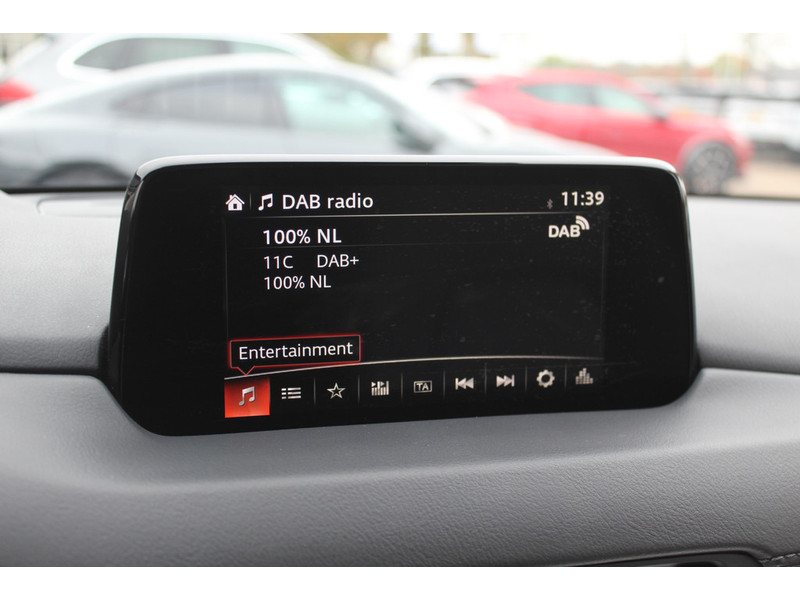 DAB radio
11:39
100% NL
DAB
11C DAB+
100% NL
Entertainment
TA